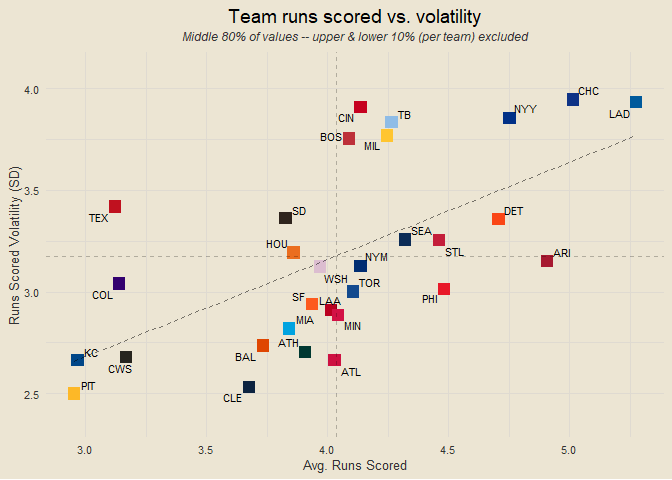 Team runs scored vs. volatility
Middle 80% of values -- upper & lower 10% (per team) excluded
Runs Scored Volatility (SD)
4.0
3.5
3.0
2.5
CHC
LAD
NYY
TB
CIN
BOS
MIL
TEX
SD
DET
SEA
STL
HOU
ARI
NYM
WSH
COL
TOR
PHI
SF
LAA
MIN
MIA
ATH
BAL
KC
CWS
ATL
PIT
CLE
3.0
3.5
4.0
4.5
5.0
Avg. Runs Scored